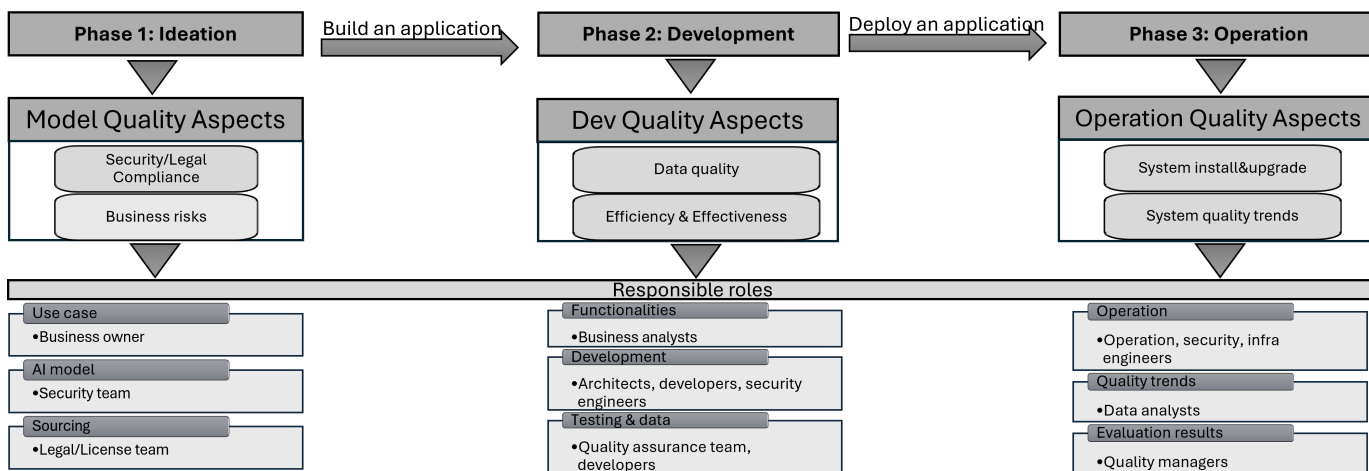 Phase 1: Ideation
Build an application
Phase 2: Development
Deploy an application
Phase 3: Operation
Model Quality Aspects
Security/Legal
Compliance
Business risks
Dev Quality Aspects
Data quality
Efficiency & Effectiveness
Operation Quality Aspects
System install&upgrade
System quality trends
Responsible roles
Use case
•Business owner
AI model
•Security team
Sourcing
•Legal/License team
Functionalities
•Business analysts
Development
•Architects, developers, security
engineers
Testing & data
•Quality assurance team,
developers
Operation
•Operation, security, infra
engineers
Quality trends
•Data analysts
Evaluation results
•Quality managers